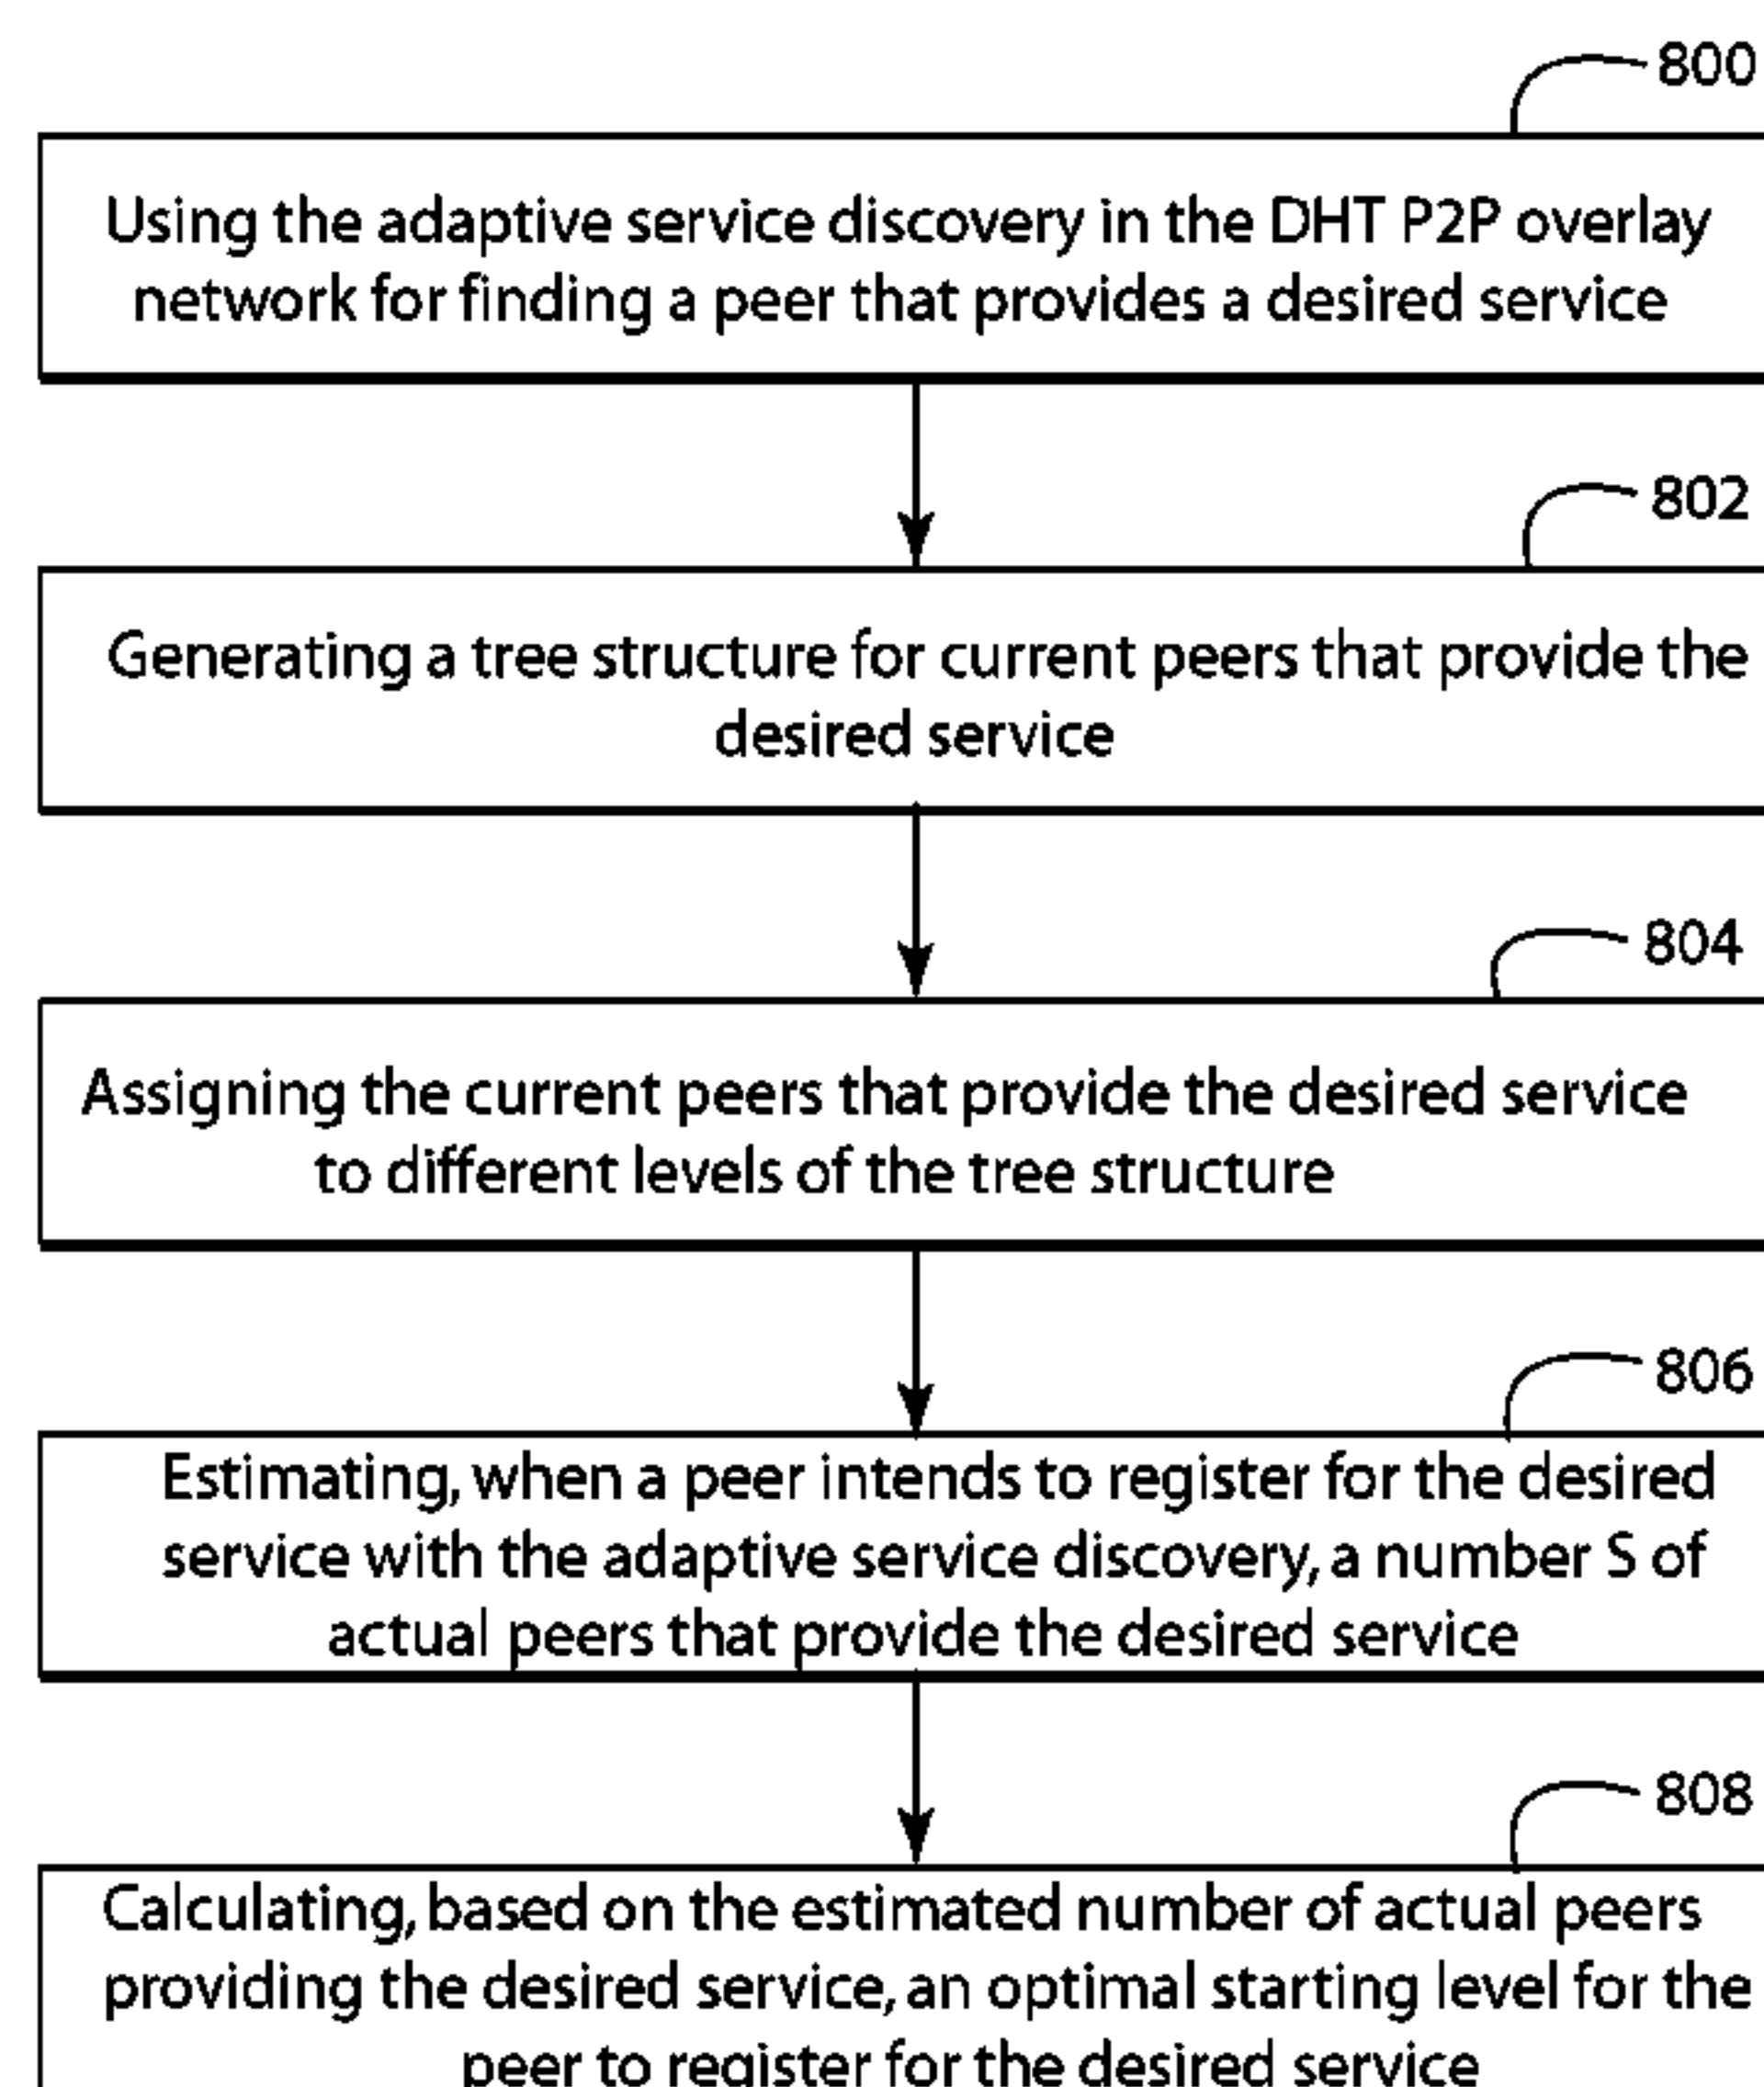 800
Using the adaptive service discovery in the DHT P2P overlay
network for finding a peer that provides a desired service
802
Generating a tree structure for current peers that provide the
desired service
804
Assigning the current peers that provide the desired service
to different levels of the tree structure
806
Estimating, when a peer intends to register for the desired
service with the adaptive service discovery, a number S of
actual peers that provide the desired service
808
Calculating, based on the estimated number of actual peers
providing the desired service, an optimal starting level for the
peer to register for the desired service